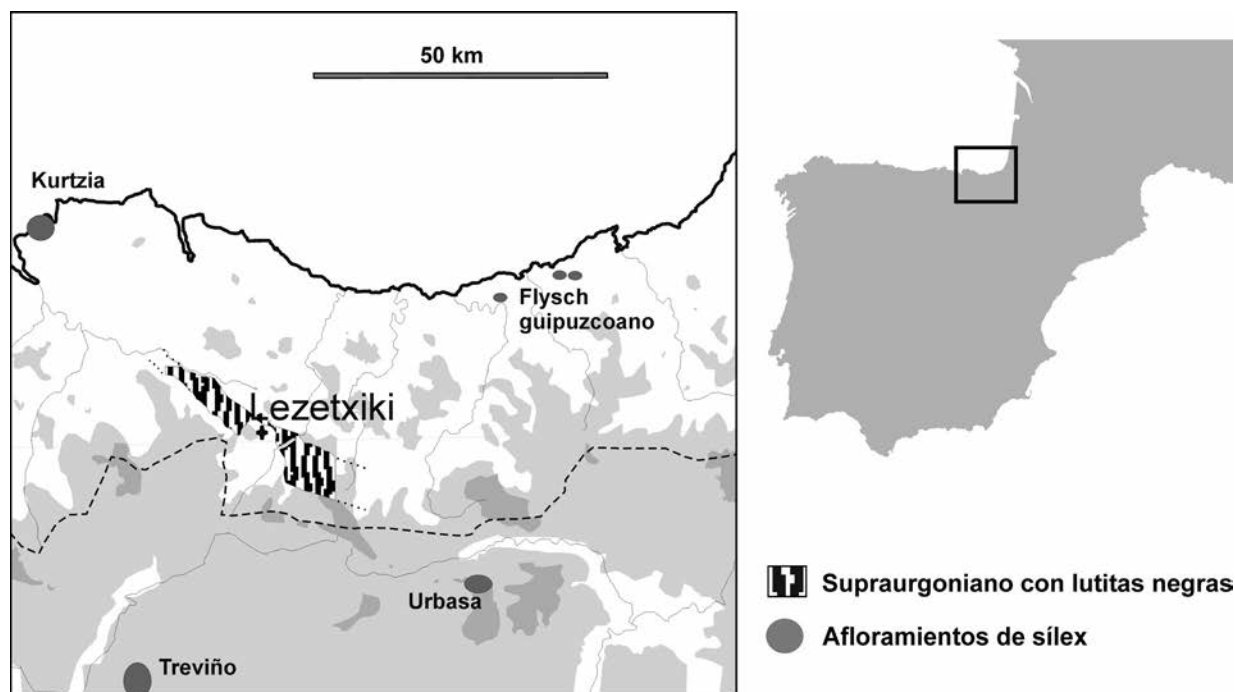 50 km
Kurtzia
Flysch
guipuzcoano
Lezetxiki
Urbasa
Treviño
Supraurgoniano con lutitas negras
Afloramientos de sílex